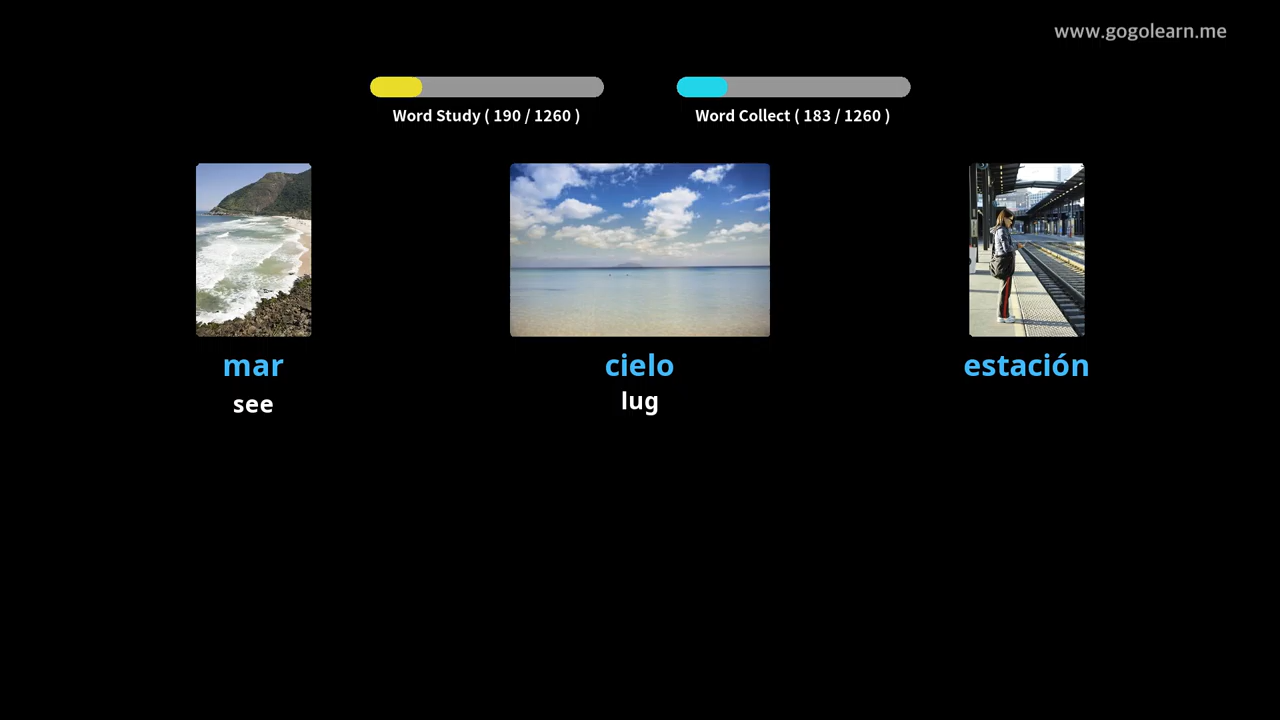 www.gogolearn.me
Word Study ( 190 / 1260 )
Word Collect ( 183 / 1260 )
mar
cielo
estación
see
lug